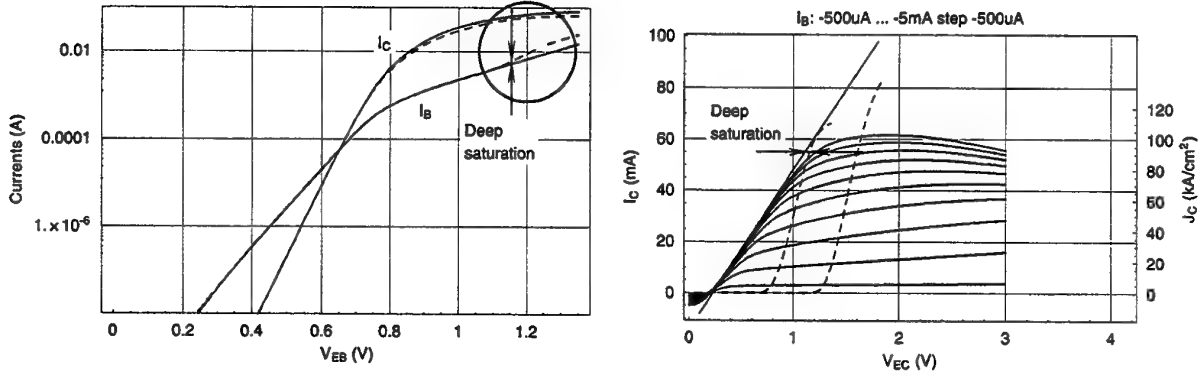 Currents (A)
0.01
0.0001
1.×10⁻⁶
I_C
I_B
Deep
saturation
0
0.2
0.4
0.6
0.8
1
1.2
1.4
V_EB (V)
I_B: -500uA ... -5mA step -500uA
I_C (mA)
100
80
60
40
20
0
Deep
saturation
120
100
80
60
40
20
0
J_C (kA/cm²)
0
1
2
3
4
V_EC (V)